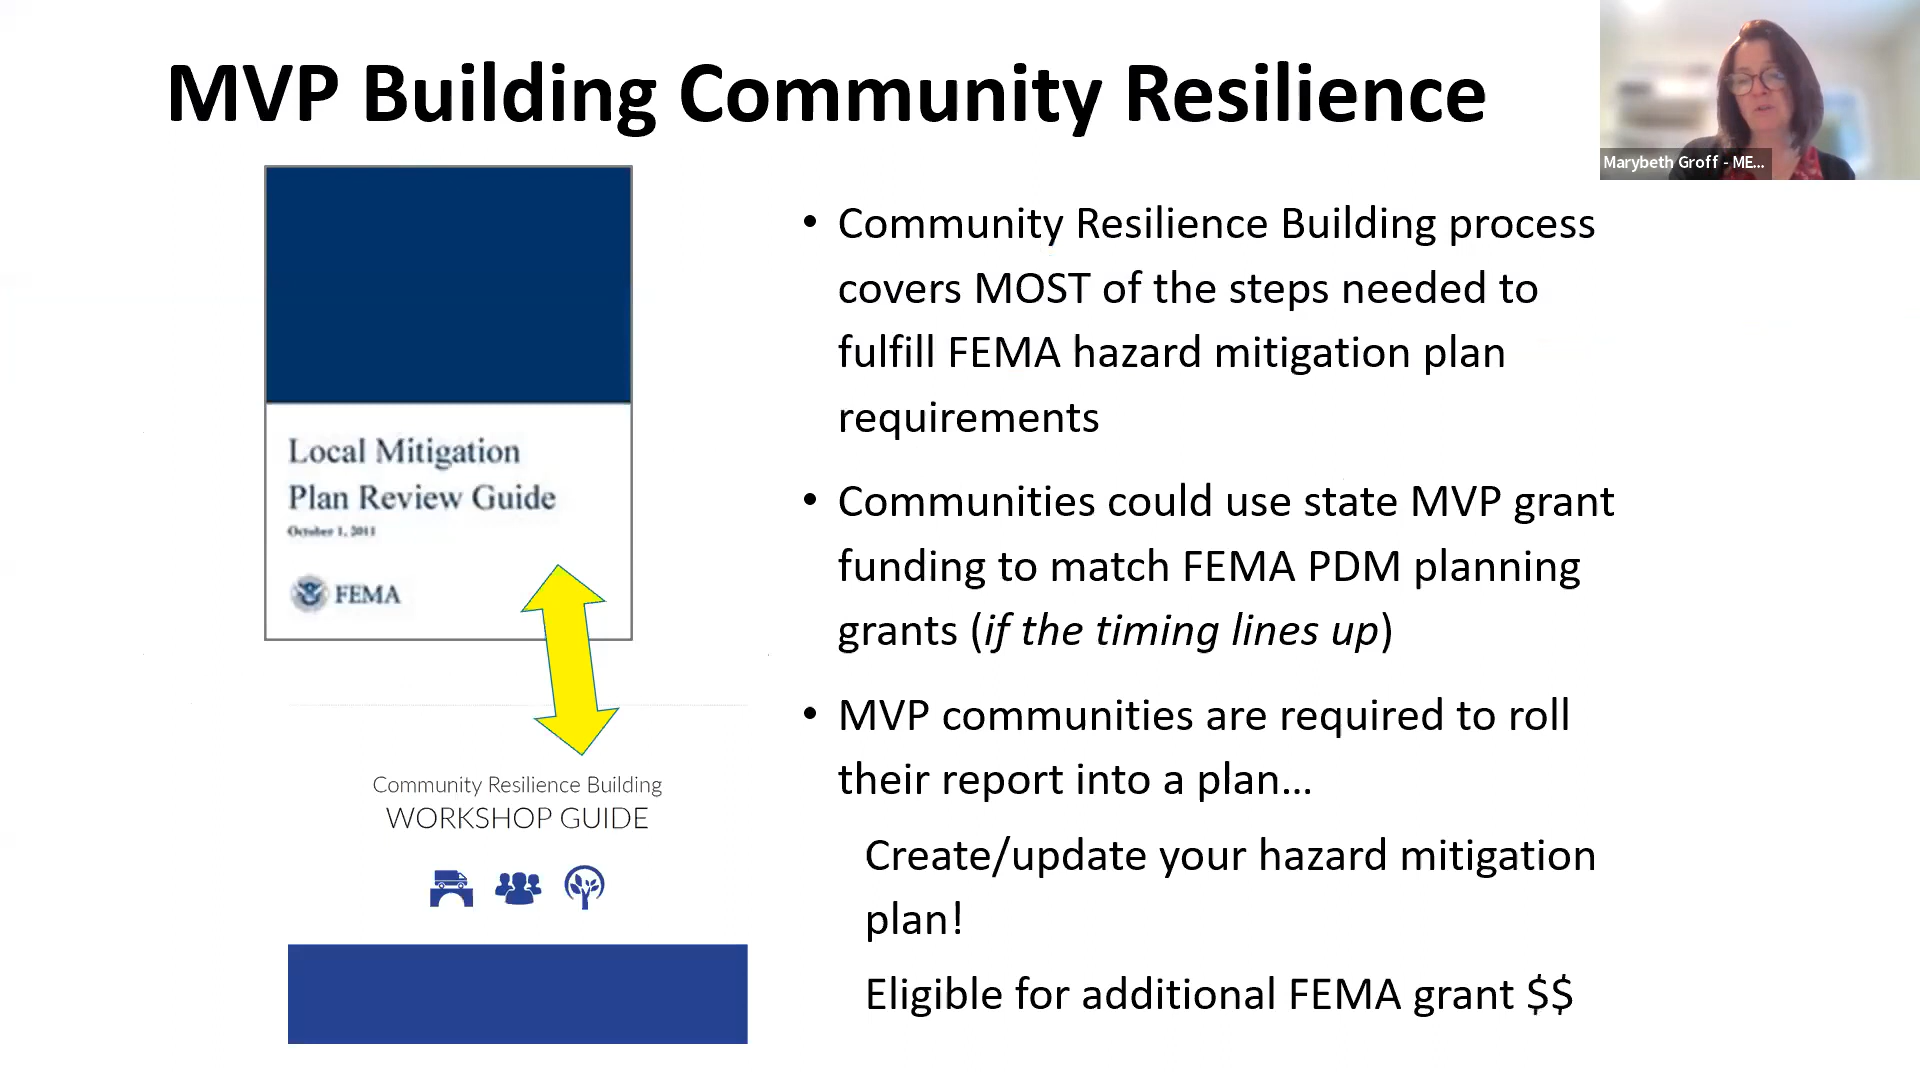 MVP Building Community Resilience
Marybeth Groff - ME...
Local Mitigation
Plan Review Guide
October 1, 2011
FEMA
Community Resilience Building
WORKSHOP GUIDE
• Community Resilience Building process
covers MOST of the steps needed to
fulfill FEMA hazard mitigation plan
requirements
• Communities could use state MVP grant
funding to match FEMA PDM planning
grants (if the timing lines up)
• MVP communities are required to roll
their report into a plan…
Create/update your hazard mitigation
plan!
Eligible for additional FEMA grant $$